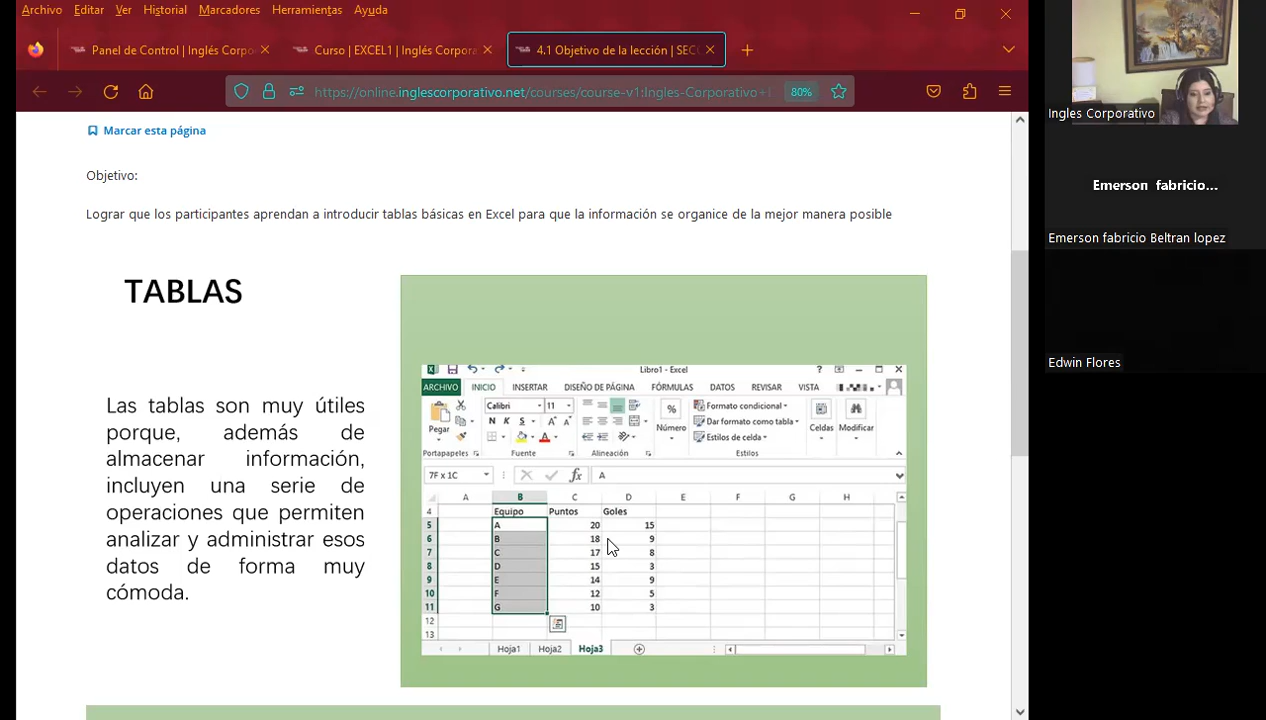 Archivo Editar Ver Historial Marcadores Herramientas Ayuda
Panel de Control | Inglés Corpo
Curso | EXCEL1 | Inglés Corpora
4.1 Objetivo de la lección | SECC
https://online.inglescorporativo.net/courses/course-v1:Ingles-Corporativo+ 80%
Marcar esta página
Objetivo:
Lograr que los participantes aprendan a introducir tablas básicas en Excel para que la información se organice de la mejor manera posible
TABLAS
Las tablas son muy útiles
porque, además de
almacenar información,
incluyen una serie de
operaciones que permiten
analizar y administrar esos
datos de forma muy
cómoda.
Libro1 - Excel
ARCHIVO INICIO INSERTAR DISEÑO DE PÁGINA FÓRMULAS DATOS REVISAR VISTA
Calibri 11
Formato condicional
Dar formato como tabla
Estilos de celda
Pegar
N K S
Número
Celdas
Modificar
Portapapeles Fuente Alineación Estilos
7F x 1C fx A
A B C D E F G H
4 Equipo Puntos Goles
5 A 20 15
6 B 18 9
7 C 17 8
8 D 15 3
9 E 14 9
10 F 12 5
11 G 10 3
12
13
Hoja1 Hoja2 Hoja3
Ingles Corporativo
Emerson fabricio...
Emerson fabricio Beltran lopez
Edwin Flores